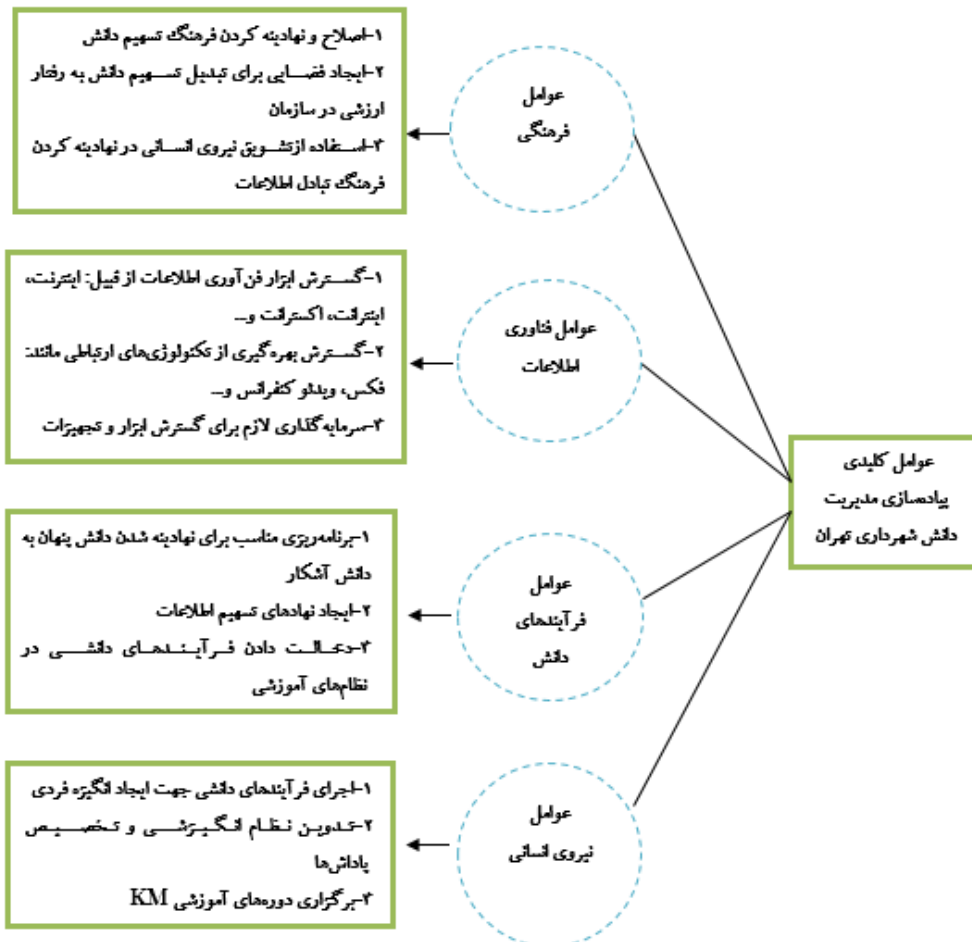 عوامل کلیدی
پیاده‌سازی مدیریت
دانش شهرداری تهران
عوامل
فرهنگی
۱-اصلاح و نهادینه کردن فرهنگ تسهیم دانش
۲-ایجاد فضایی برای تبدیل تسهیم دانش به رفتار
ارزشی در سازمان
۳-استفاده ازتشویق نیروی انسانی در نهادینه کردن
فرهنگ تبادل اطلاعات
عوامل فناوری
اطلاعات
۱-گسترش ابزار فن آوری اطلاعات از قبیل: اینترنت،
اینترانت، اکسترانت و...
۲-گسترش بهره‌گیری از تکنولوژی‌های ارتباطی مانند:
فکس، ویدئو کنفرانس و...
۳-سرمایه‌گذاری لازم برای گسترش ابزار و تجهیزات
عوامل
فرآیندهای
دانش
۱-برنامه‌ریزی مناسب برای نهادینه شدن دانش پنهان به
دانش آشکار
۲-ایجاد نهادهای تسهیم اطلاعات
۳-دخالت دادن فرآیندهای دانشی در
نظام‌های آموزشی
عوامل
نیروی انسانی
۱-اجرای فرآیندهای دانشی جهت ایجاد انگیزه فردی
۲-تدوین نظام انگیزشی و تخصیص
پاداش‌ها
۳-برگزاری دوره‌های آموزشی KM